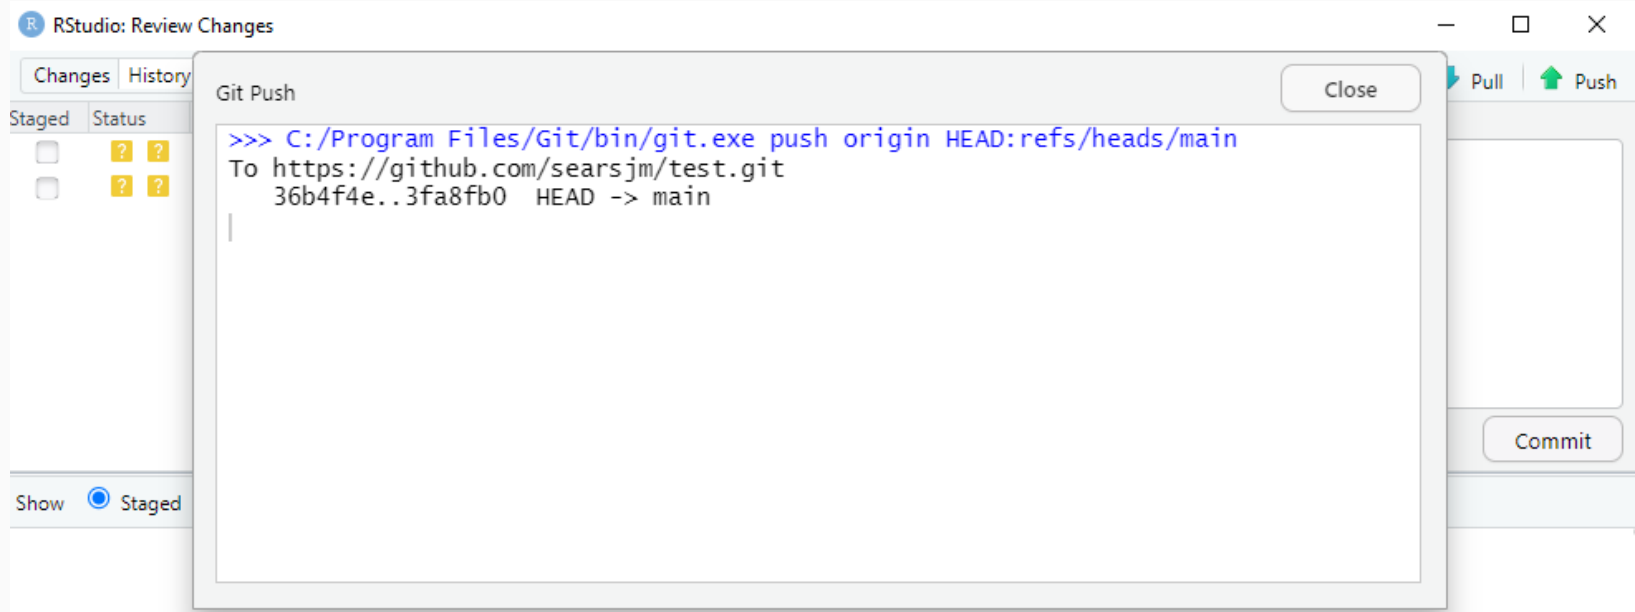 R RStudio: Review Changes
Changes History Pull Push
Git Push Close
Staged Status
>>> C:/Program Files/Git/bin/git.exe push origin HEAD:refs/heads/main
? ?
To https://github.com/searsjm/test.git
? ?
36b4f4e..3fa8fb0 HEAD -> main
Commit
Show Staged